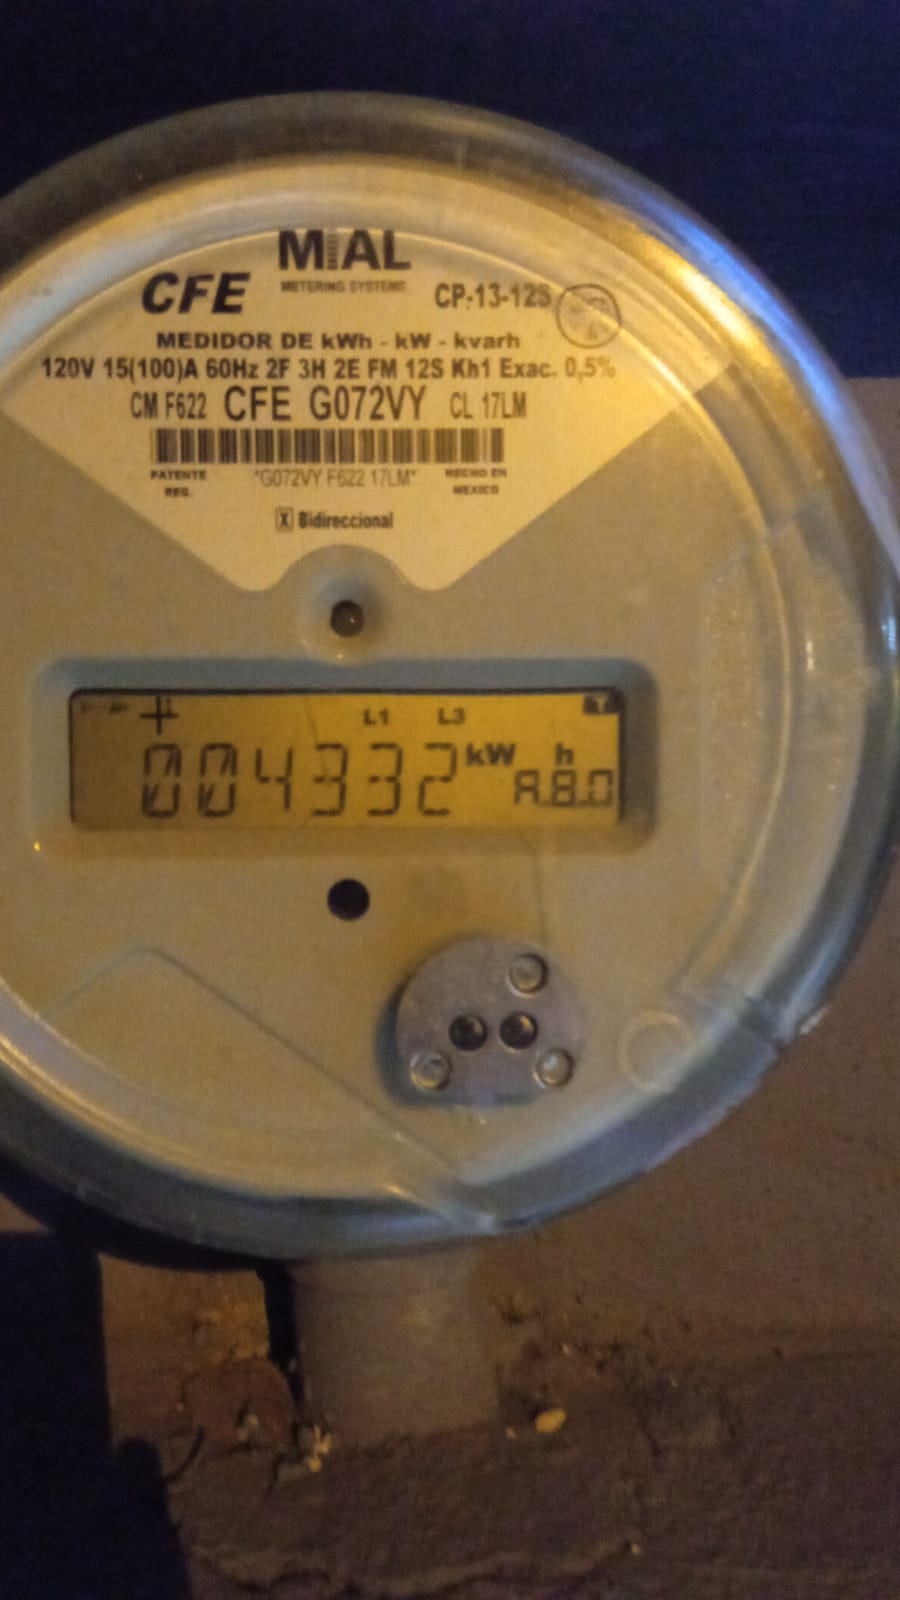 MIAL
METERING SYSTEMS
CFE
CP-13-12S
MEDIDOR DE kWh - kW - kvarh
120V 15(100)A 60Hz 2F 3H 2E FM 12S Kh1 Exac. 0,5%
CM F622 CFE G072VY CL 17LM
PATENTE REG.
*G072VY F622 17LM*
HECHO EN MEXICO
X Bidireccional
L1 L3
004332 kW h
A.8.0